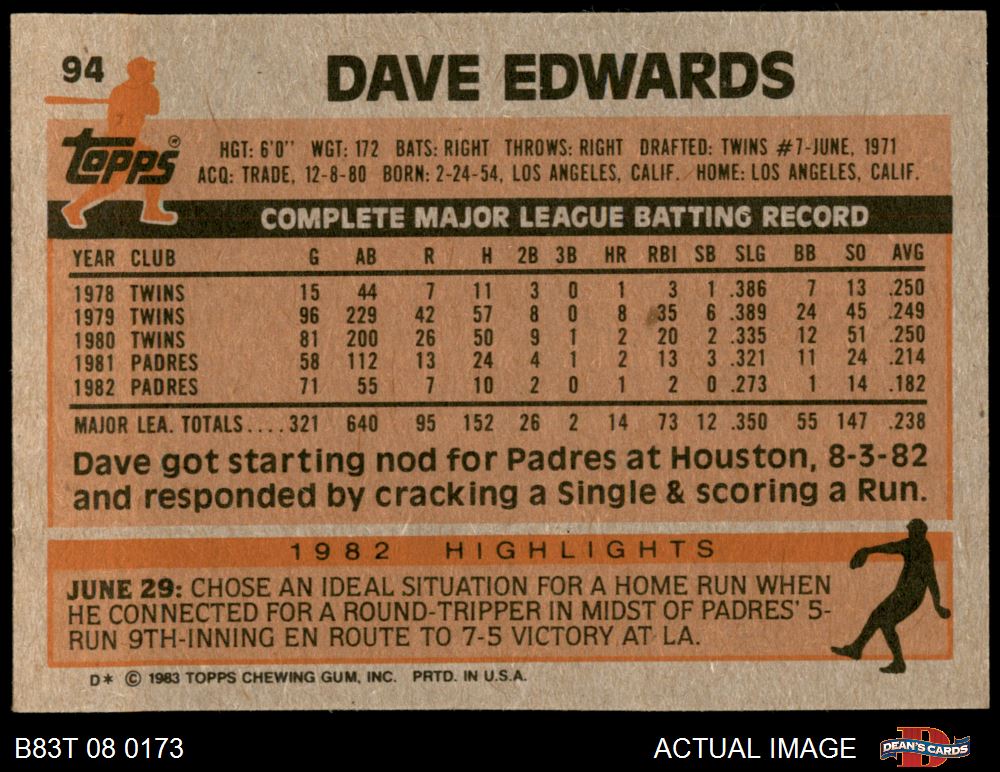 94
DAVE EDWARDS
Topps®
HGT: 6'0" WGT: 172 BATS: RIGHT THROWS: RIGHT DRAFTED: TWINS #7-JUNE, 1971
ACQ: TRADE, 12-8-80 BORN: 2-24-54, LOS ANGELES, CALIF. HOME: LOS ANGELES, CALIF.
COMPLETE MAJOR LEAGUE BATTING RECORD
YEAR CLUB G AB R H 2B 3B HR RBI SB SLG BB SO AVG
1978 TWINS 15 44 7 11 3 0 1 3 1 .386 7 13 .250
1979 TWINS 96 229 42 57 8 0 8 35 6 .389 24 45 .249
1980 TWINS 81 200 26 50 9 1 2 20 2 .335 12 51 .250
1981 PADRES 58 112 13 24 4 1 2 13 3 .321 11 24 .214
1982 PADRES 71 55 7 10 2 0 1 2 0 .273 1 14 .182
MAJOR LEA. TOTALS....321 640 95 152 26 2 14 73 12 .350 55 147 .238
Dave got starting nod for Padres at Houston, 8-3-82
and responded by cracking a Single & scoring a Run.
1982 HIGHLIGHTS
JUNE 29: CHOSE AN IDEAL SITUATION FOR A HOME RUN WHEN
HE CONNECTED FOR A ROUND-TRIPPER IN MIDST OF PADRES' 5-
RUN 9TH-INNING EN ROUTE TO 7-5 VICTORY AT LA.
D* © 1983 TOPPS CHEWING GUM, INC. PRTD. IN U.S.A.
B83T 08 0173
ACTUAL IMAGE
DEAN'S CARDS